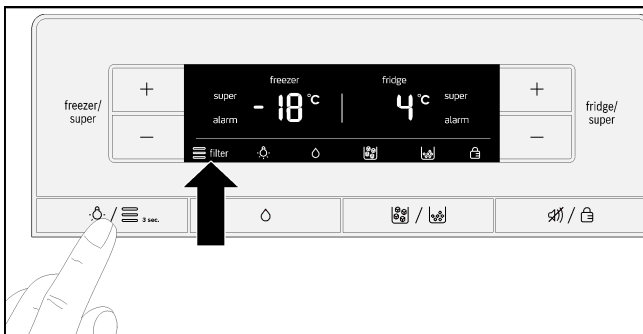 freezer/
super
+
−
super
alarm
freezer
-18°C
fridge
4°C
super
alarm
filter
+
−
fridge/
super
/
3 sec.
/
/